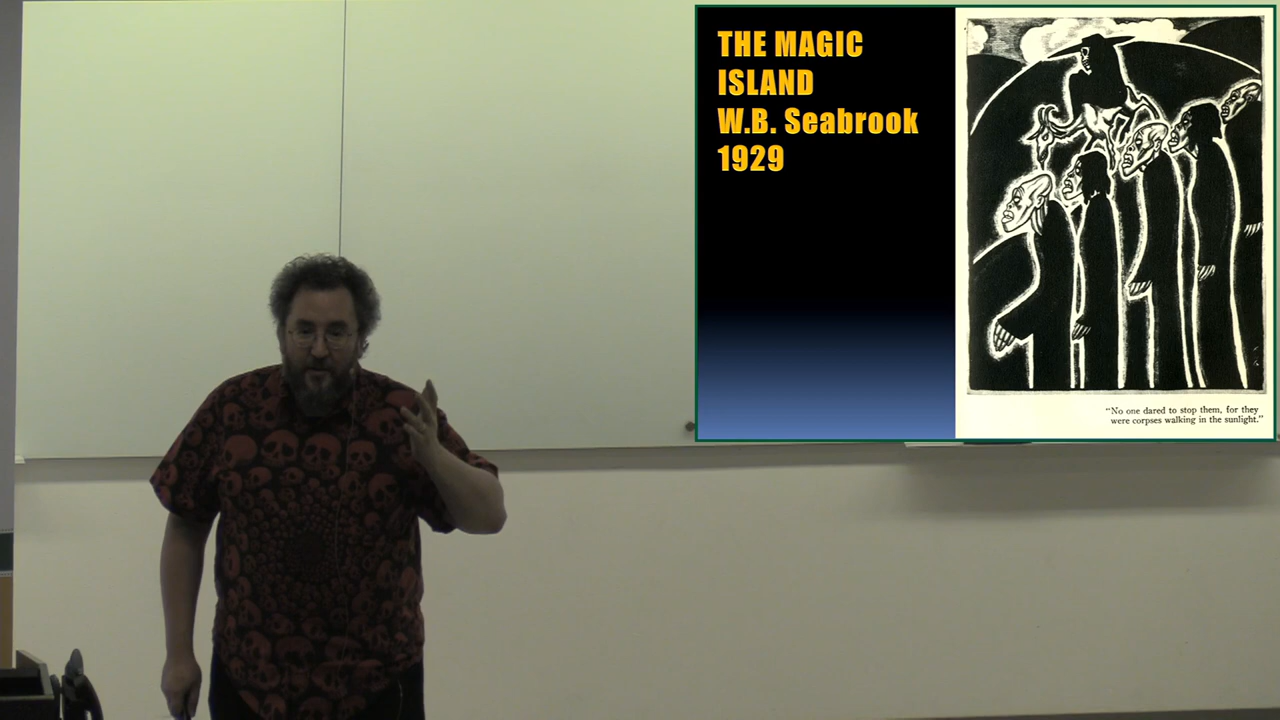 THE MAGIC
ISLAND
W.B. Seabrook
1929
"No one dared to stop them, for they
were corpses walking in the sunlight."